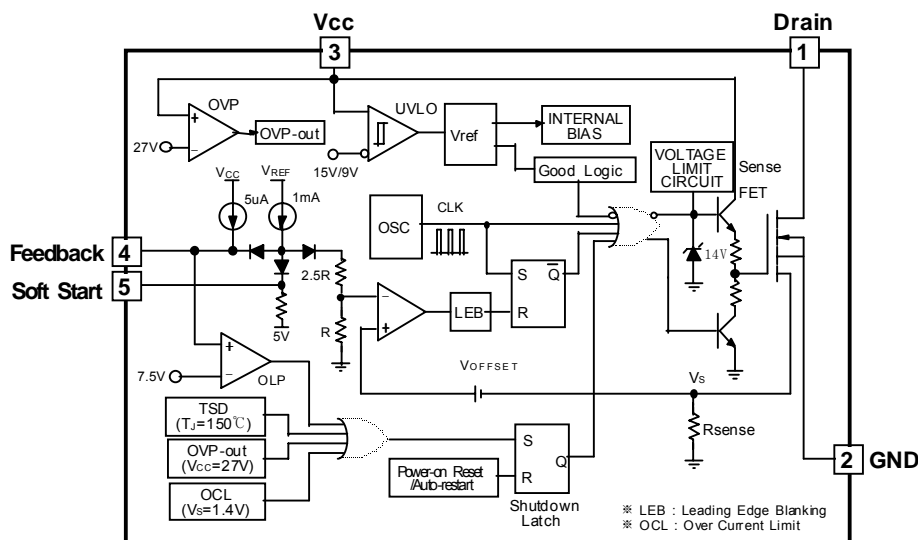 Vcc
Drain
3
1
OVP
+
−
27V
OVP-out
UVLO
15V/9V
Vref
INTERNAL
BIAS
Good Logic
VOLTAGE
LIMIT
CIRCUIT
Sense
FET
VCC
VREF
5uA
1mA
OSC
CLK
Feedback
4
Soft Start
5
2.5R
R
5V
−
+
LEB
S
R
Q
14V
7.5V
+
−
OLP
VOFFSET
VS
Rsense
TSD
(TJ=150℃)
OVP-out
(VCC=27V)
OCL
(VS=1.4V)
Power-on Reset
/Auto-restart
S
R
Q
Shutdown
Latch
2
GND
※ LEB : Leading Edge Blanking
※ OCL : Over Current Limit